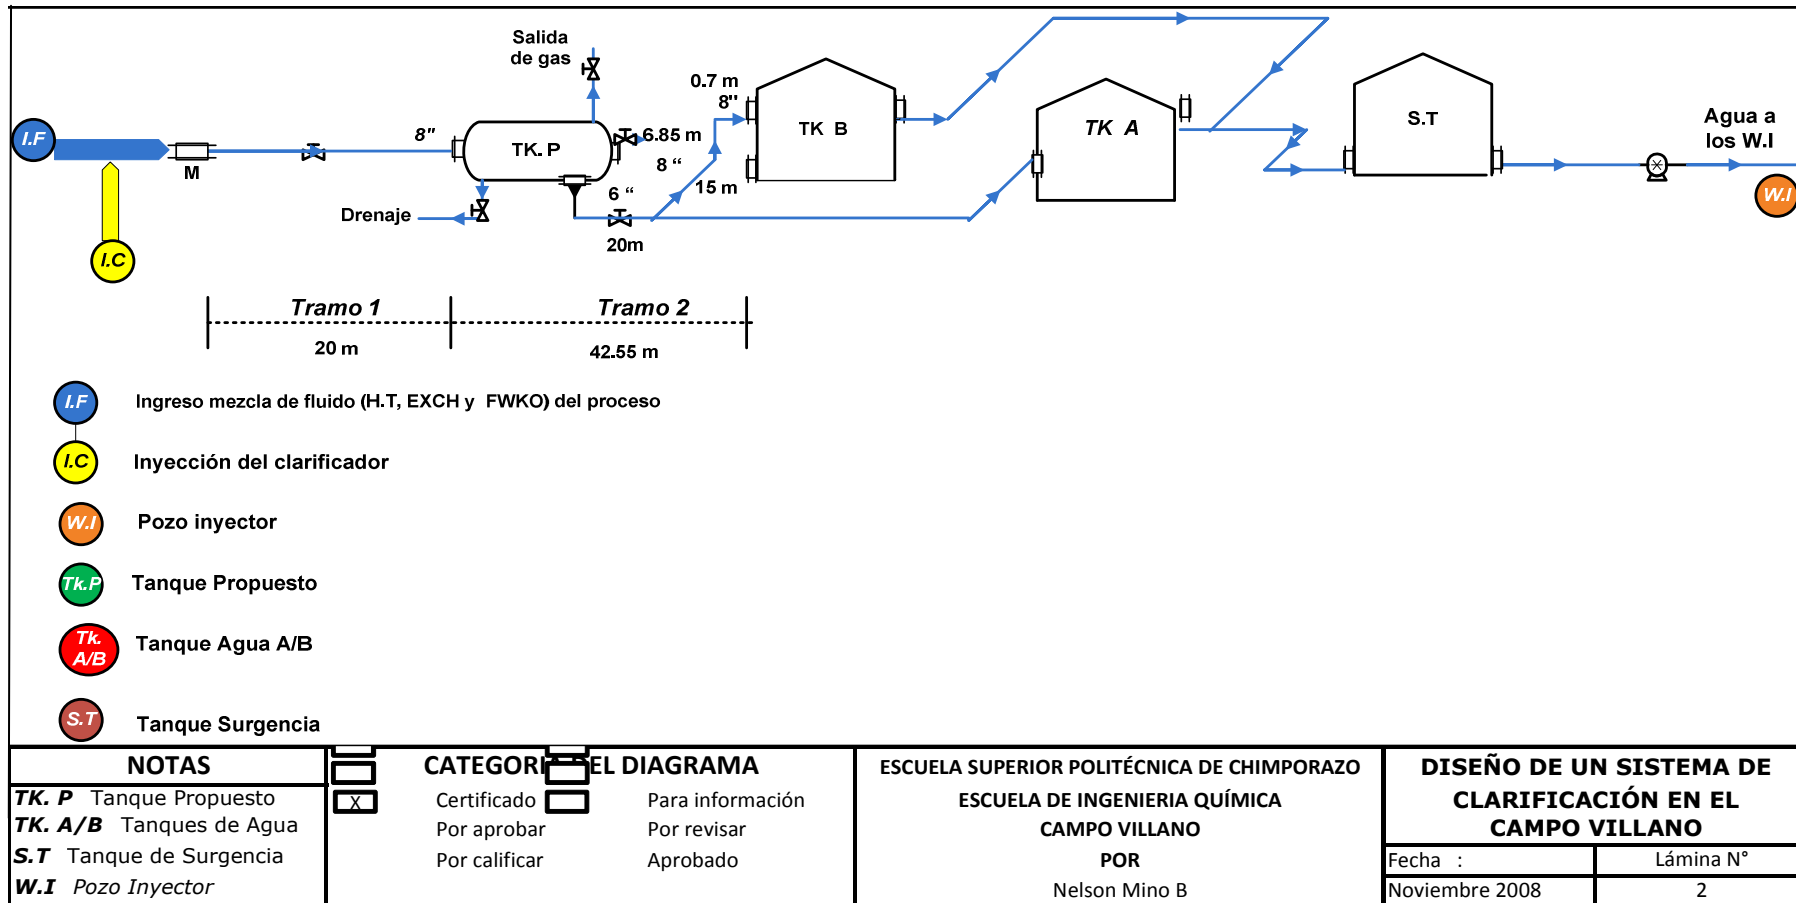 Salida
de gas
0.7 m
8"
I.F
8"
M
TK. P
6.85 m
8 “
6 “
15 m
TK B
TK A
S.T
Agua a
los W.I
W.I
Drenaje
20m
I.C
Tramo 1
Tramo 2
20 m
42.55 m
I.F Ingreso mezcla de fluido (H.T, EXCH y FWKO) del proceso
I.C Inyección del clarificador
W.I Pozo inyector
Tk.P Tanque Propuesto
Tk.
A/B Tanque Agua A/B
S.T Tanque Surgencia
NOTAS
TK. P Tanque Propuesto
TK. A/B Tanques de Agua
S.T Tanque de Surgencia
W.I Pozo Inyector
CATEGORIA DEL DIAGRAMA
X Certificado Para información
Por aprobar Por revisar
Por calificar Aprobado
ESCUELA SUPERIOR POLITÉCNICA DE CHIMPORAZO
ESCUELA DE INGENIERIA QUÍMICA
CAMPO VILLANO
POR
Nelson Mino B
DISEÑO DE UN SISTEMA DE
CLARIFICACIÓN EN EL
CAMPO VILLANO
Fecha : Lámina N°
Noviembre 2008 2